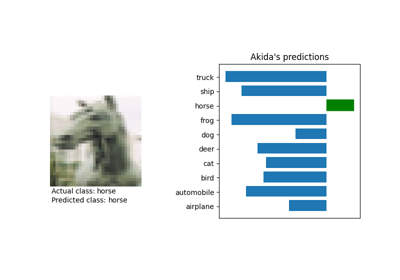 Akida's predictions
truck
ship
horse
frog
dog
deer
cat
bird
automobile
airplane
Actual class: horse
Predicted class: horse